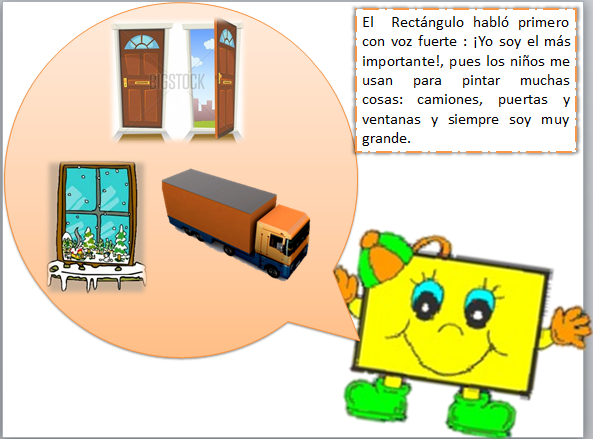 El Rectángulo habló primero
con voz fuerte : ¡Yo soy el más
importante!, pues los niños me
usan para pintar muchas
cosas: camiones, puertas y
ventanas y siempre soy muy
grande.
BIGSTOCK